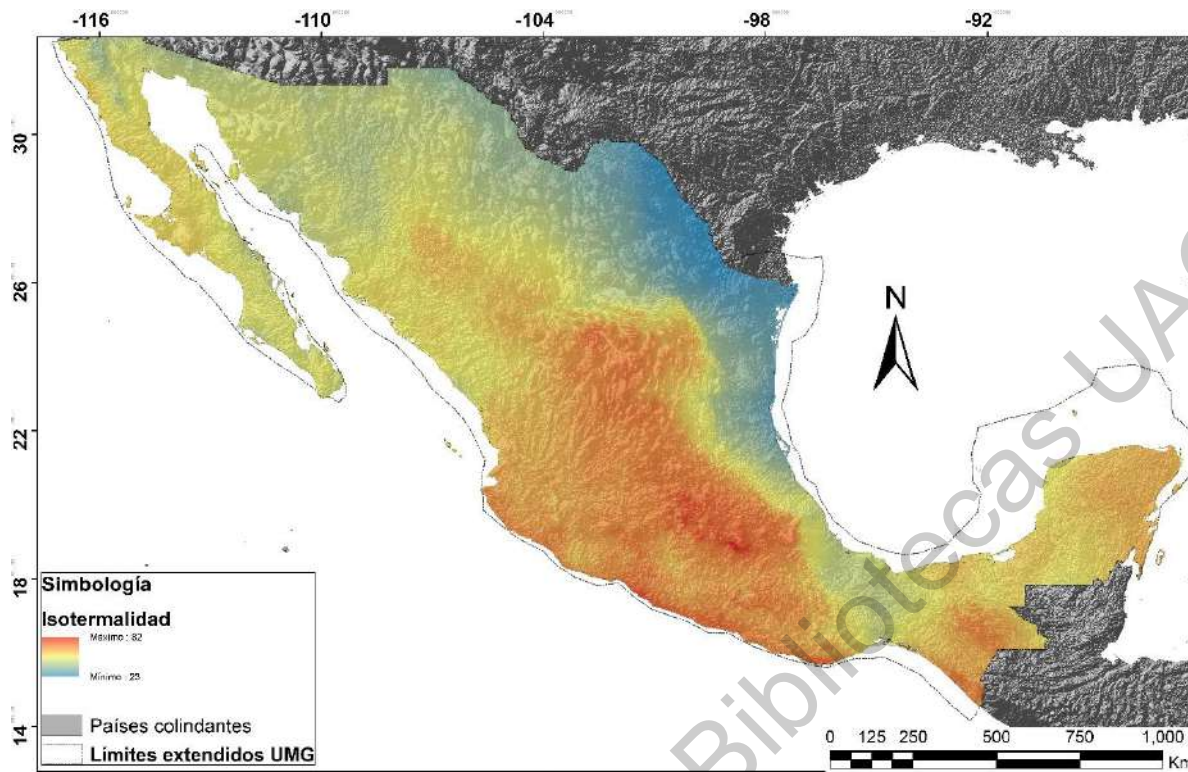 -116 -110 -104 -98 -92
30
26
22
18
14
N
Simbología
Isotermalidad
Máximo : 82
Mínimo : 23
Países colindantes
Límites extendidos UMG
0 125 250 500 750 1,000
Km
Bibliotecas UA